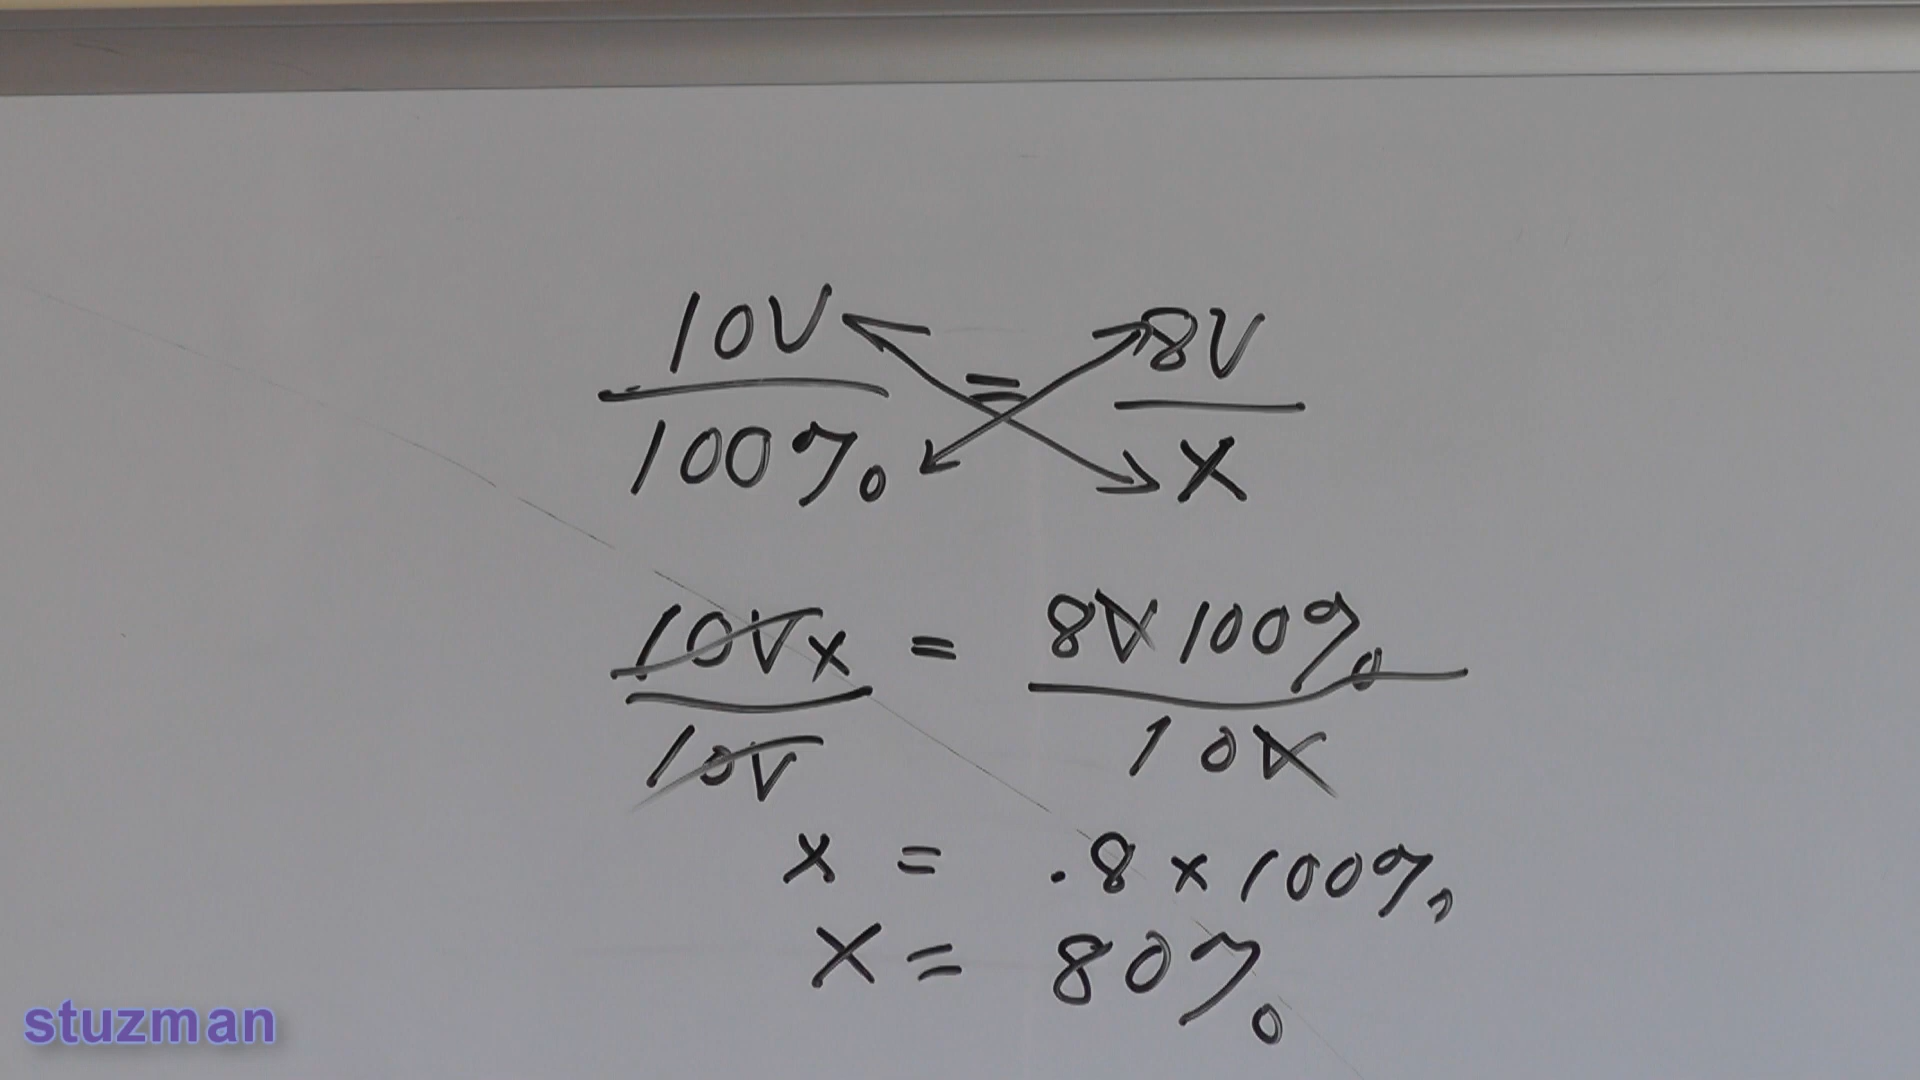 10V = 8V
100% X
10Vx = 8V 100%
10V 10V
x = .8 x 100%
X = 80%
stuzman